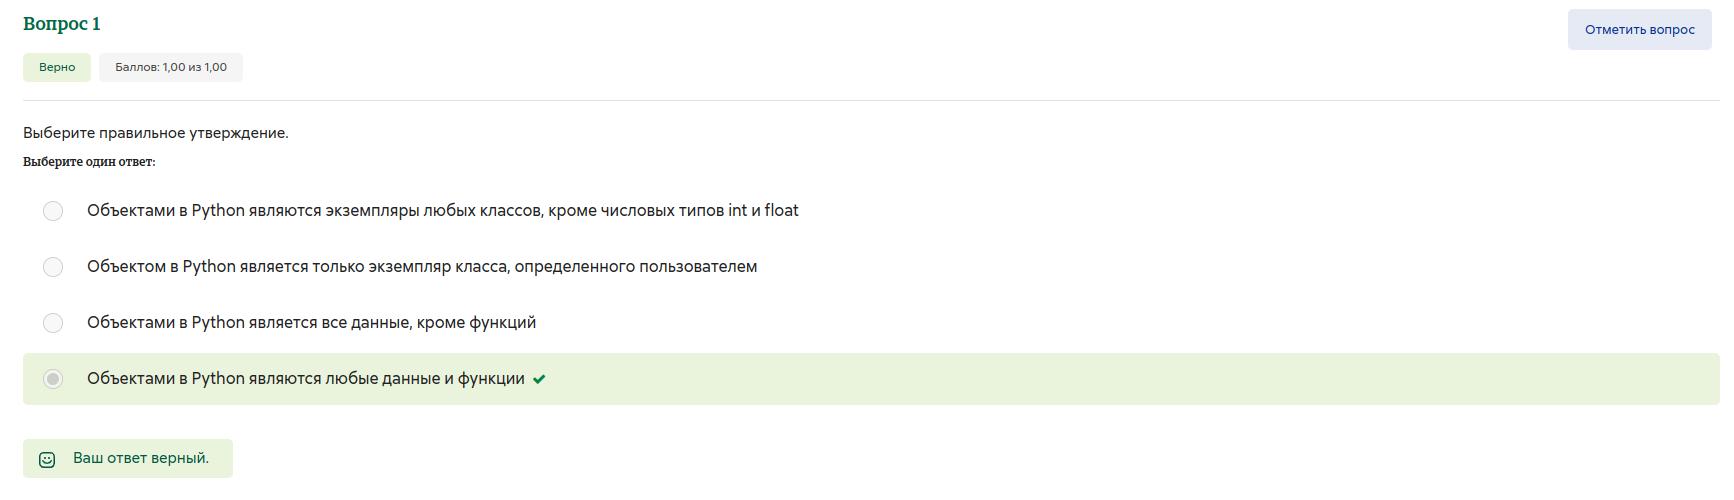 Вопрос 1
Отметить вопрос
Верно
Баллов: 1,00 из 1,00
Выберите правильное утверждение.
Выберите один ответ:
Объектами в Python являются экземпляры любых классов, кроме числовых типов int и float
Объектом в Python является только экземпляр класса, определенного пользователем
Объектами в Python является все данные, кроме функций
Объектами в Python являются любые данные и функции
Ваш ответ верный.